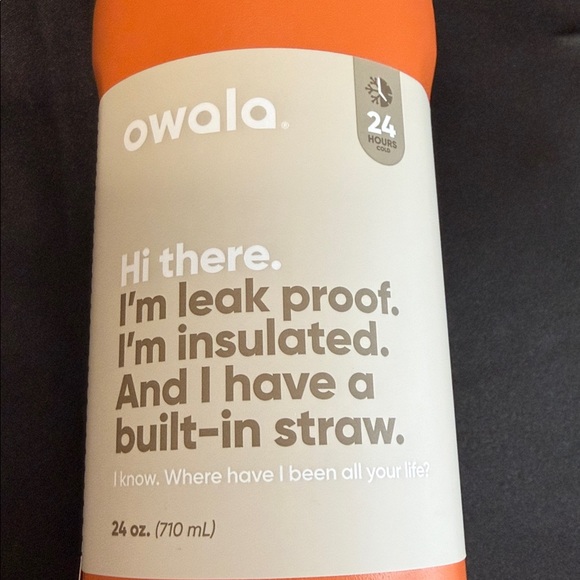 owala®
24
HOURS
COLD
Hi there.
I'm leak proof.
I'm insulated.
And I have a
built-in straw.
I know. Where have I been all your life?
24 oz. (710 mL)